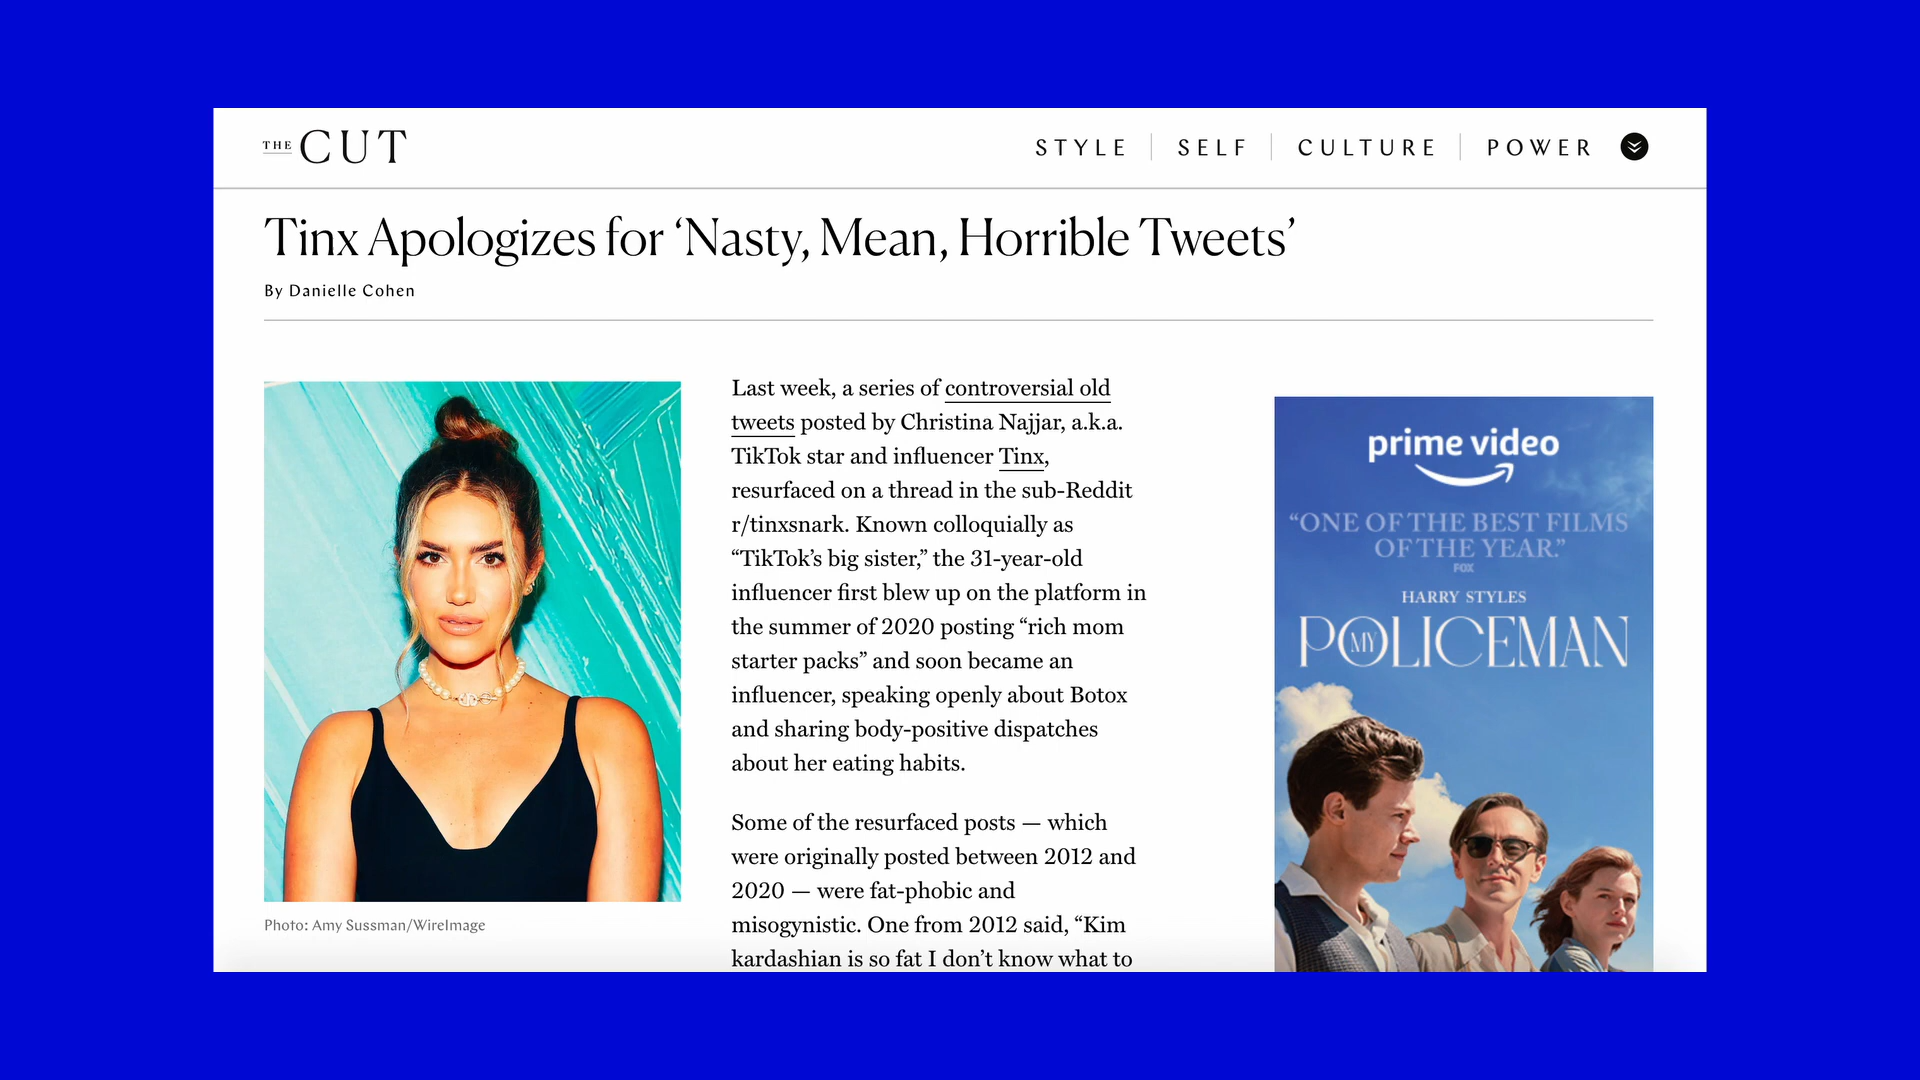 THE CUT
STYLE
SELF
CULTURE
POWER
Tinx Apologizes for ‘Nasty, Mean, Horrible Tweets’
By Danielle Cohen
Photo: Amy Sussman/WireImage
Last week, a series of controversial old
tweets posted by Christina Najjar, a.k.a.
TikTok star and influencer Tinx,
resurfaced on a thread in the sub-Reddit
r/tinxsnark. Known colloquially as
“TikTok’s big sister,” the 31-year-old
influencer first blew up on the platform in
the summer of 2020 posting “rich mom
starter packs” and soon became an
influencer, speaking openly about Botox
and sharing body-positive dispatches
about her eating habits.
Some of the resurfaced posts — which
were originally posted between 2012 and
2020 — were fat-phobic and
misogynistic. One from 2012 said, “Kim
kardashian is so fat I don’t know what to
prime video
“ONE OF THE BEST FILMS
OF THE YEAR.”
FOX
HARRY STYLES
MY POLICEMAN